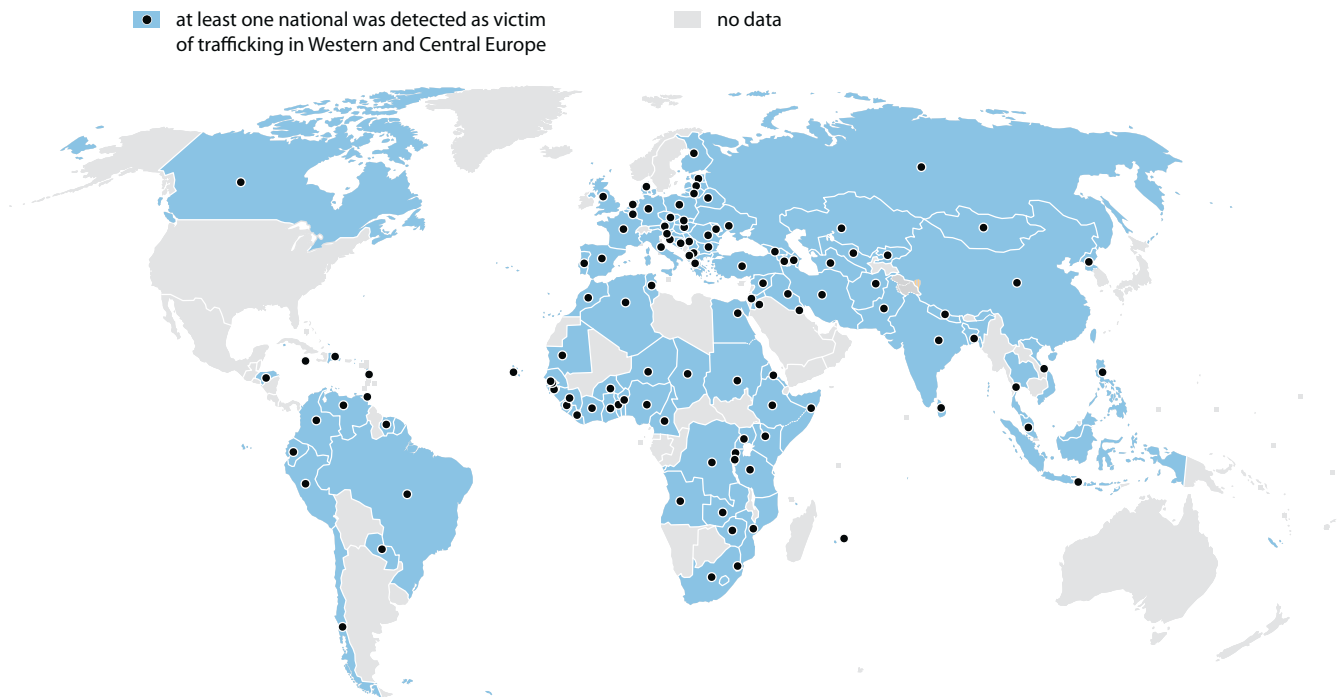 at least one national was detected as victim
of trafficking in Western and Central Europe
no data